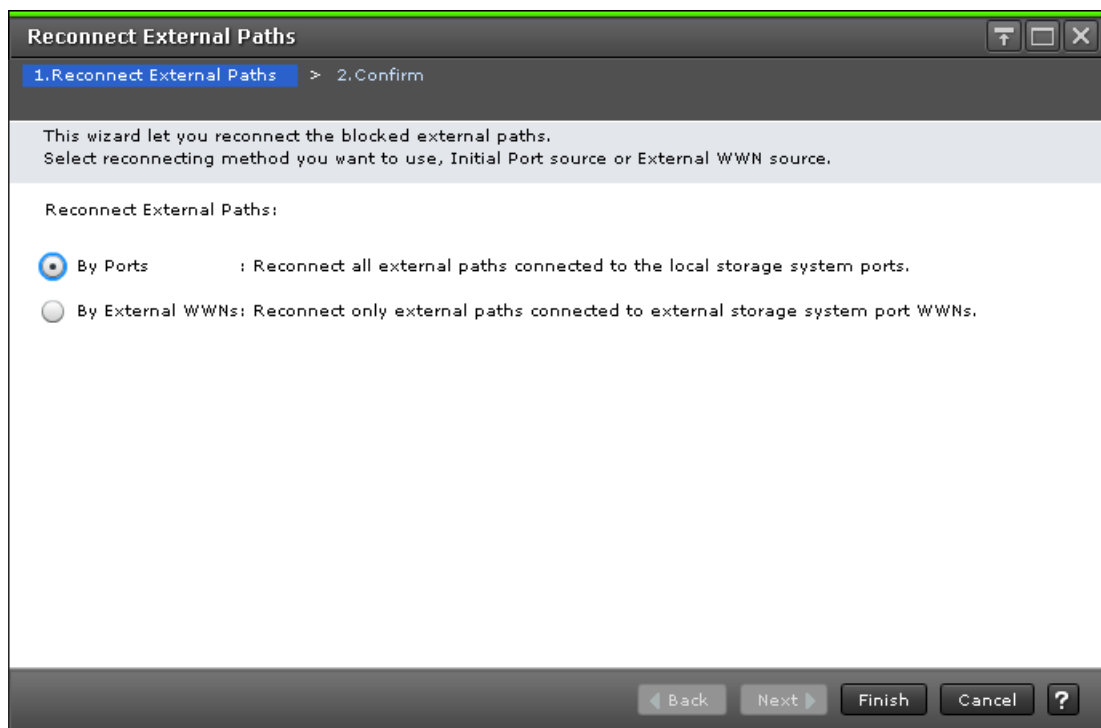 Reconnect External Paths
1.Reconnect External Paths > 2.Confirm
This wizard let you reconnect the blocked external paths.
Select reconnecting method you want to use, Initial Port source or External WWN source.
Reconnect External Paths:
By Ports : Reconnect all external paths connected to the local storage system ports.
By External WWNs: Reconnect only external paths connected to external storage system port WWNs.
Back Next Finish Cancel ?